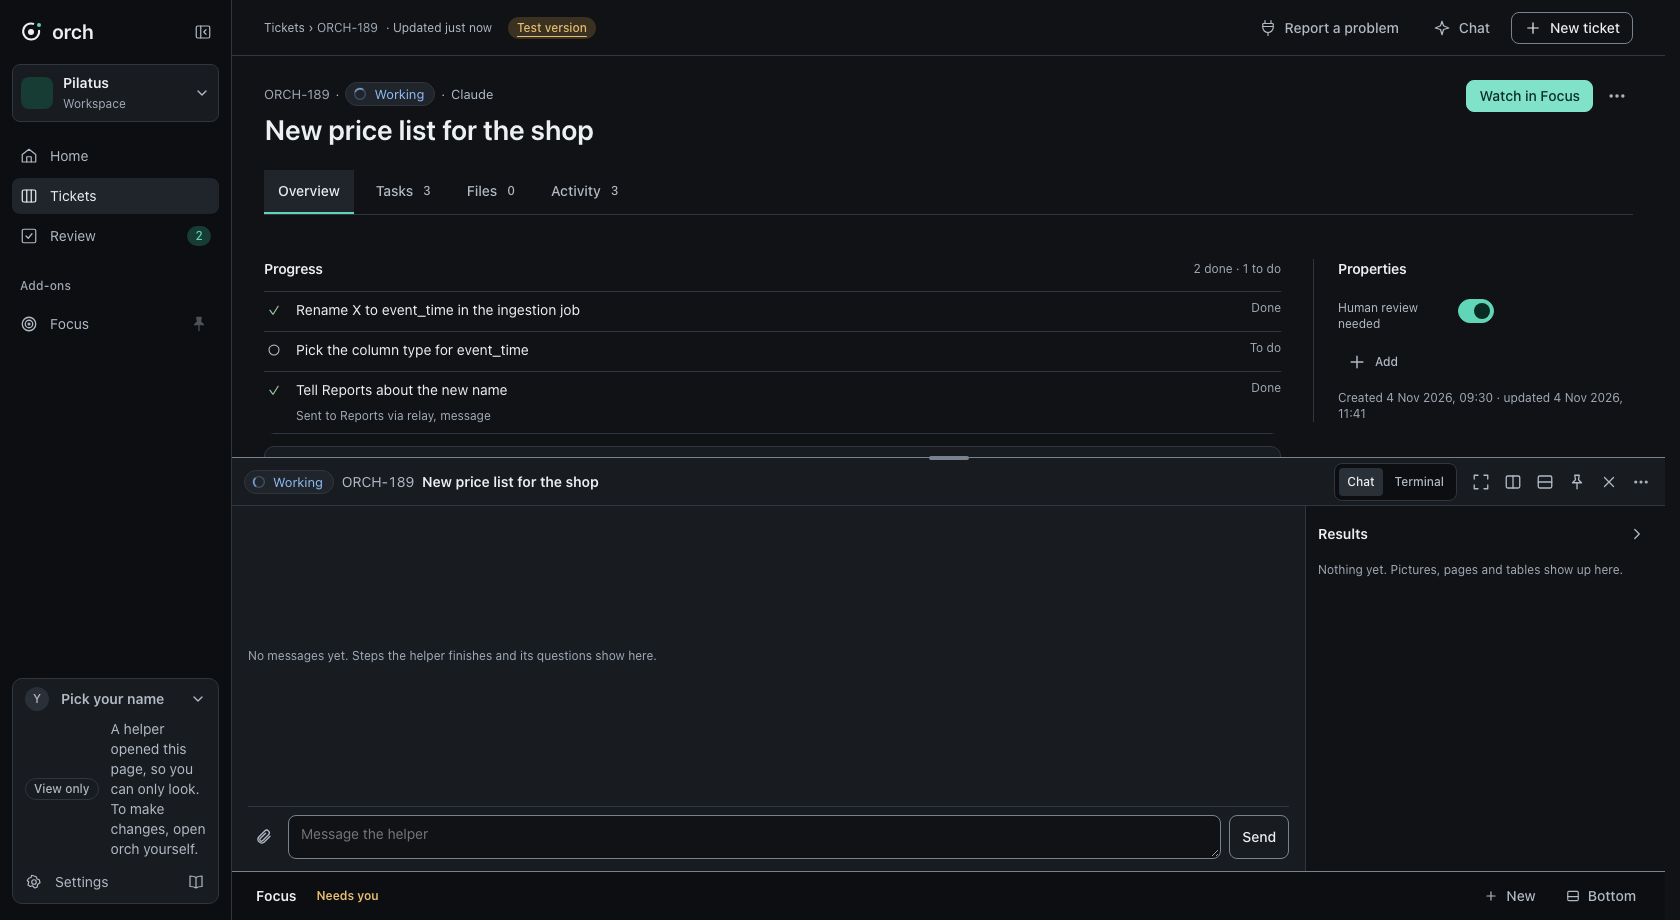 orch
Pilatus
Workspace
Home
Tickets
Review 2
Add-ons
Focus
Y Pick your name
View only
A helper
opened this
page, so you
can only look.
To make
changes, open
orch yourself.
Settings
Tickets › ORCH-189 · Updated just now Test version
Report a problem Chat New ticket
ORCH-189 · Working · Claude
Watch in Focus
New price list for the shop
Overview Tasks 3 Files 0 Activity 3
Progress 2 done · 1 to do
Rename X to event_time in the ingestion job Done
Pick the column type for event_time To do
Tell Reports about the new name Done
Sent to Reports via relay, message
Properties
Human review
needed
Add
Created 4 Nov 2026, 09:30 · updated 4 Nov 2026,
11:41
Working ORCH-189 New price list for the shop
Chat Terminal
No messages yet. Steps the helper finishes and its questions show here.
Message the helper
Send
Results
Nothing yet. Pictures, pages and tables show up here.
Focus Needs you
New Bottom